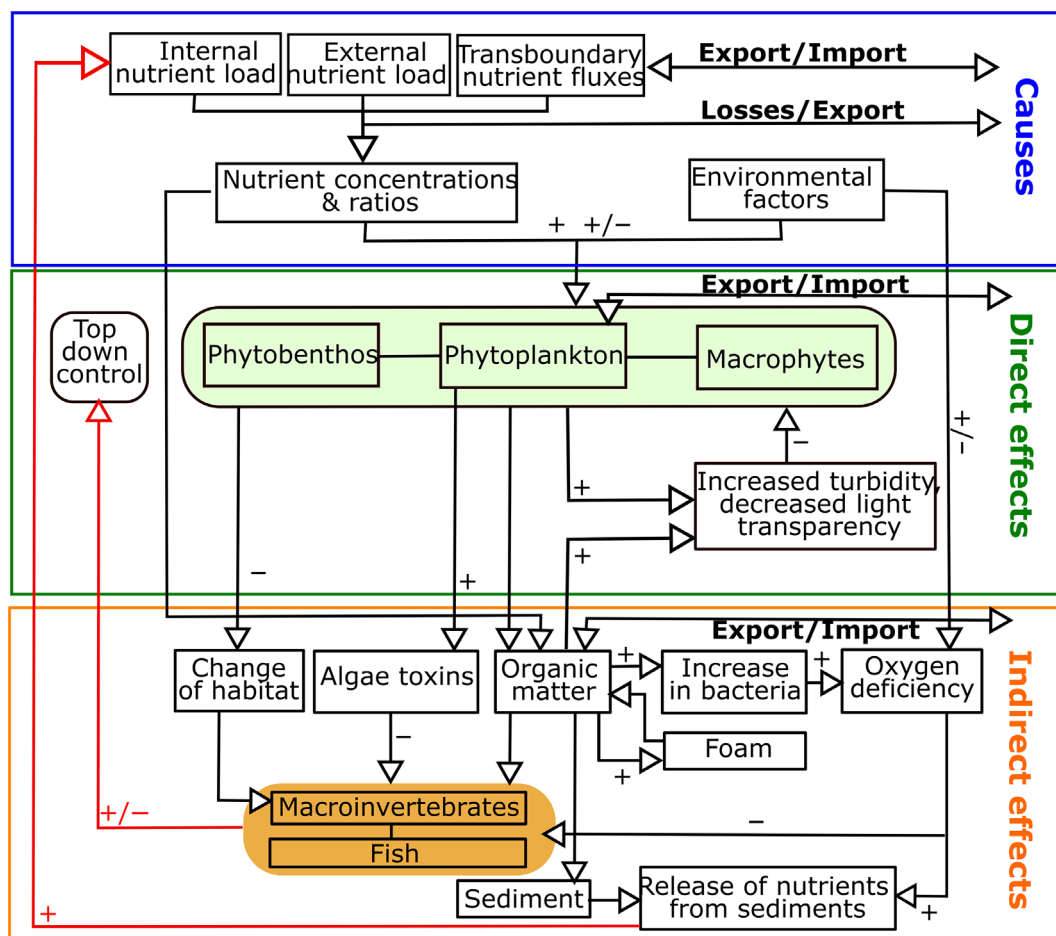 Internal
nutrient load
External
nutrient load
Transboundary
nutrient fluxes
Export/Import
Losses/Export
Causes
Nutrient concentrations
& ratios
Environmental
factors
+ +/−
Export/Import
Direct effects
Top
down
control
Phytobenthos
Phytoplankton
Macrophytes
+/-
−
Increased turbidity,
decreased light
transparency
+
+
−
+
Export/Import
Indirect effects
Change
of habitat
Algae toxins
Organic
matter
+
Increase
in bacteria
+
Oxygen
deficiency
Foam
+
−
Macroinvertebrates
Fish
+/−
−
Sediment
Release of nutrients
from sediments
+
+